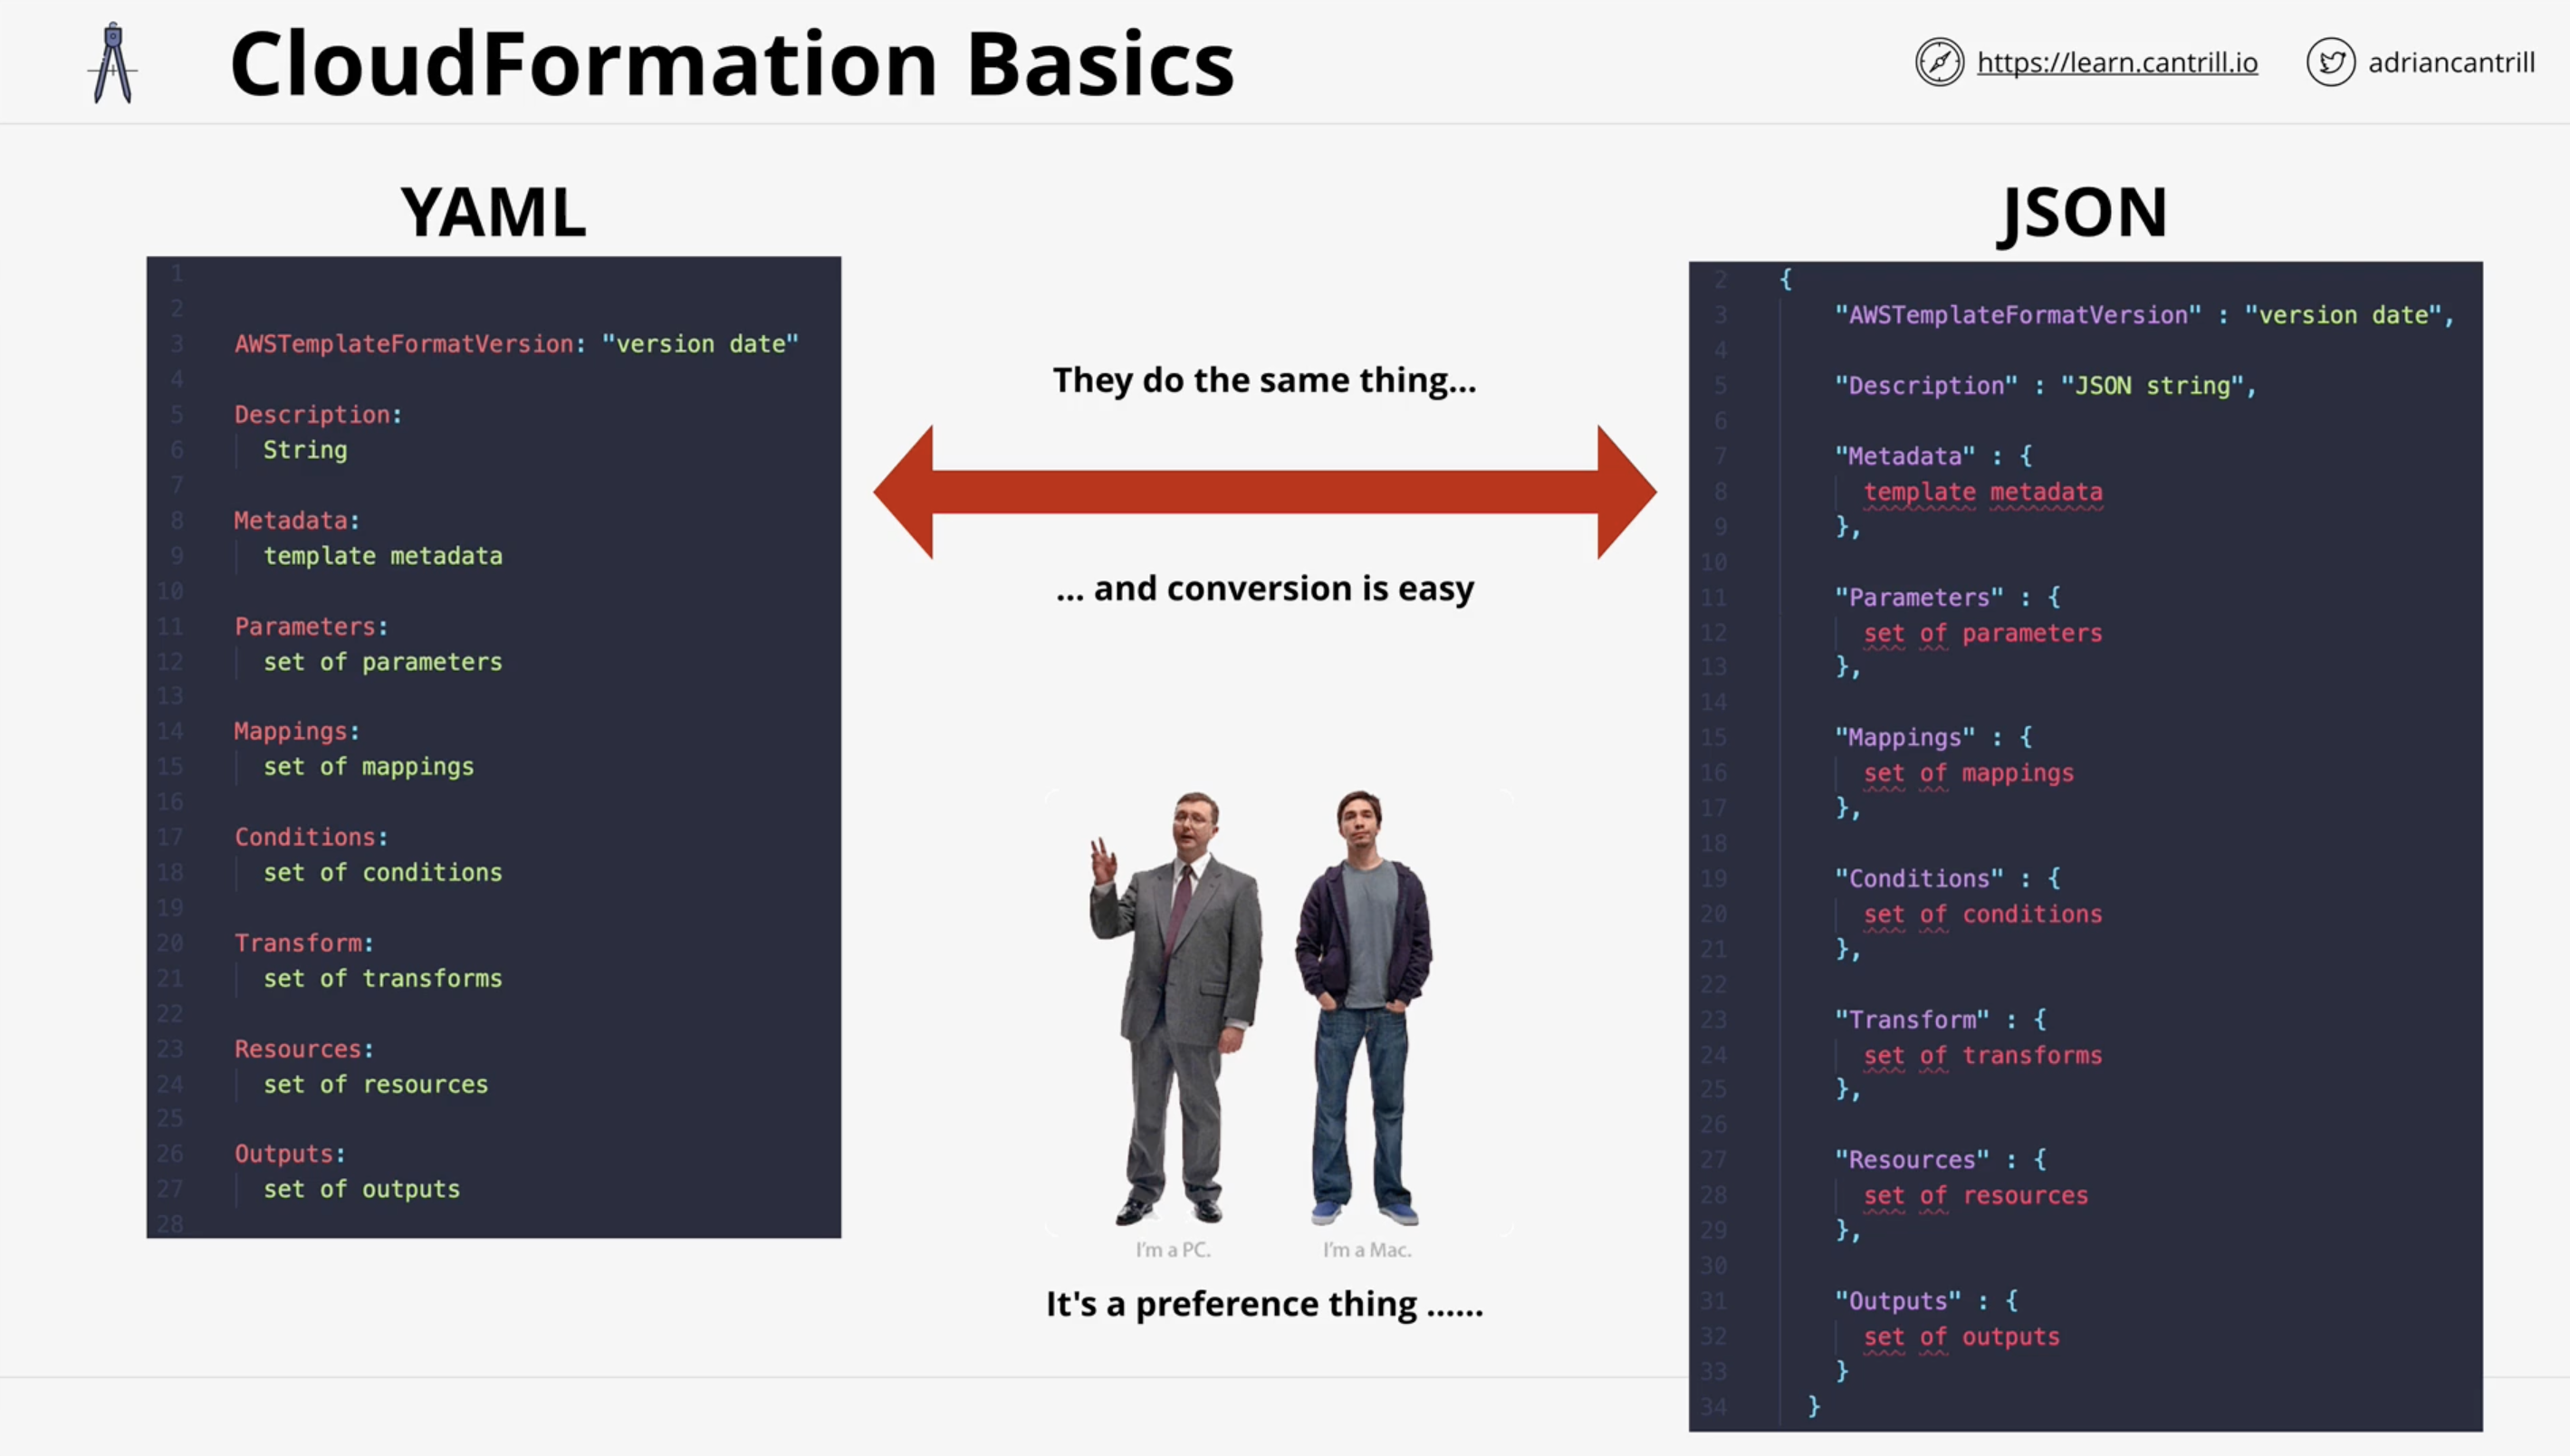 CloudFormation Basics
https://learn.cantrill.io
adriancantrill
YAML
1
2
3 AWSTemplateFormatVersion: "version date"
4
5 Description:
6 String
7
8 Metadata:
9 template metadata
10
11 Parameters:
12 set of parameters
13
14 Mappings:
15 set of mappings
16
17 Conditions:
18 set of conditions
19
20 Transform:
21 set of transforms
22
23 Resources:
24 set of resources
25
26 Outputs:
27 set of outputs
28
They do the same thing...
... and conversion is easy
I'm a PC.
I'm a Mac.
It's a preference thing ......
JSON
2 {
3 "AWSTemplateFormatVersion" : "version date",
4
5 "Description" : "JSON string",
6
7 "Metadata" : {
8 template metadata
9 },
10
11 "Parameters" : {
12 set of parameters
13 },
14
15 "Mappings" : {
16 set of mappings
17 },
18
19 "Conditions" : {
20 set of conditions
21 },
22
23 "Transform" : {
24 set of transforms
25 },
26
27 "Resources" : {
28 set of resources
29 },
30
31 "Outputs" : {
32 set of outputs
33 }
34 }